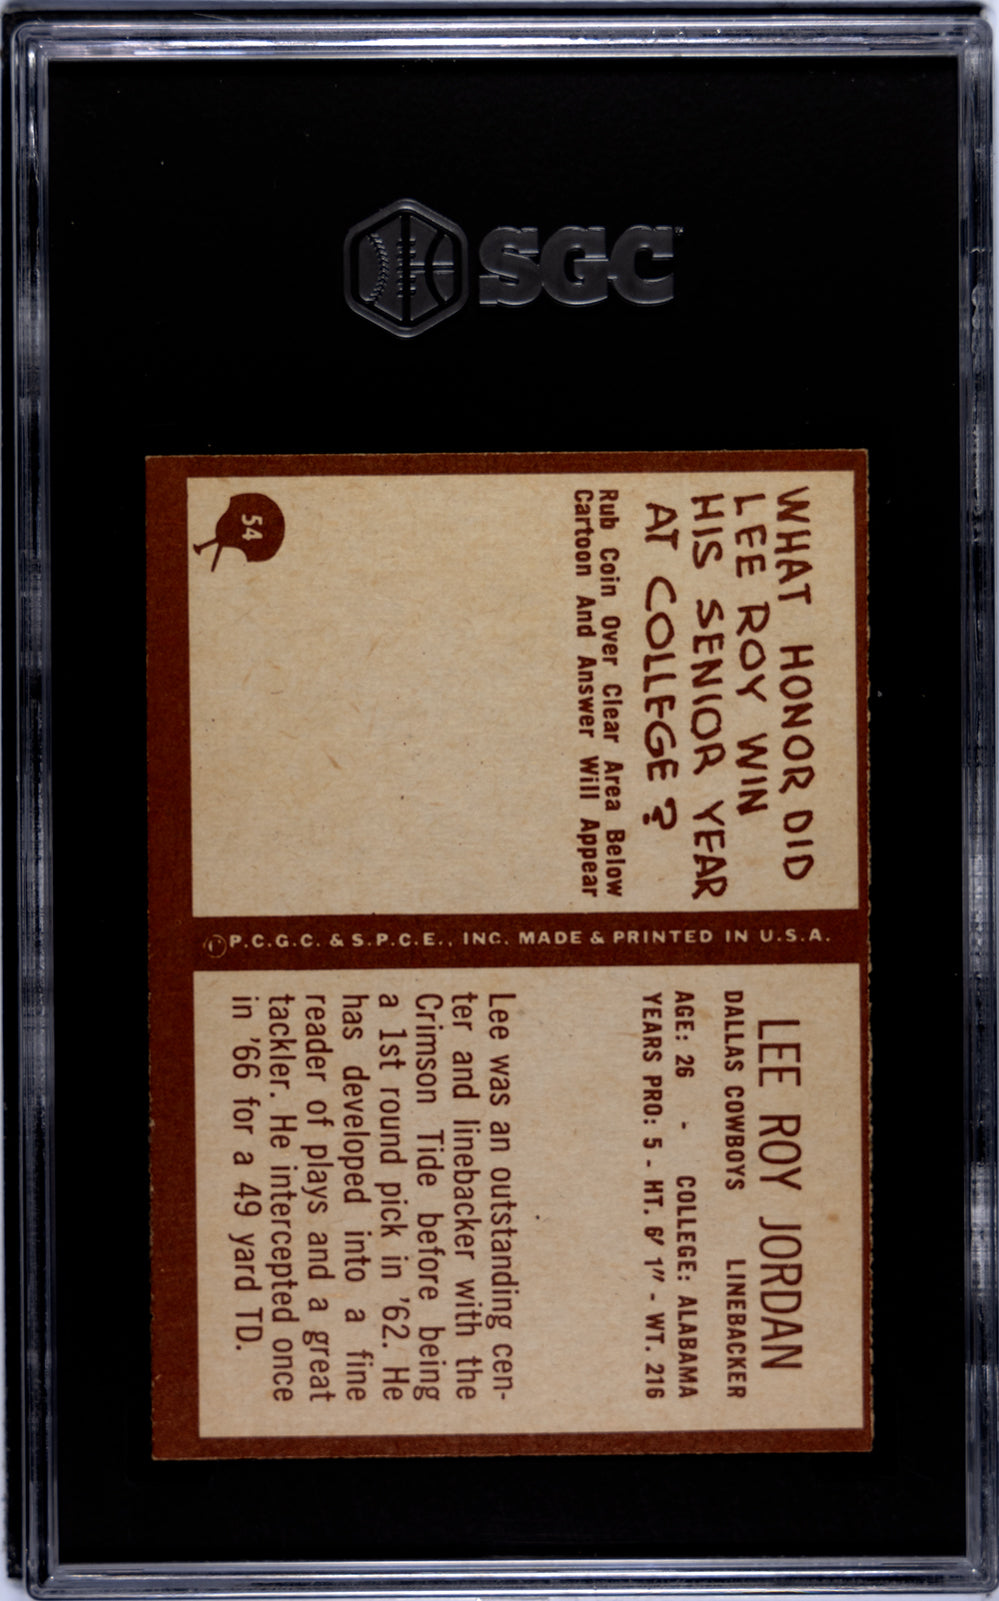 SGC
WHAT HONOR DID
LEE ROY WIN
HIS SENIOR YEAR
AT COLLEGE?
Rub Coin Over Clear Area Below
Cartoon And Answer Will Appear
54
© P.C.G.C. & S.P.C.E., INC. MADE & PRINTED IN U.S.A.
LEE ROY JORDAN
DALLAS COWBOYS LINEBACKER
AGE: 26 - COLLEGE: ALABAMA
YEARS PRO: 5 - HT. 6' 1" - WT. 216
Lee was an outstanding cen-
ter and linebacker with the
Crimson Tide before being
a 1st round pick in '62. He
has developed into a fine
reader of plays and a great
tackler. He intercepted once
in '66 for a 49 yard TD.